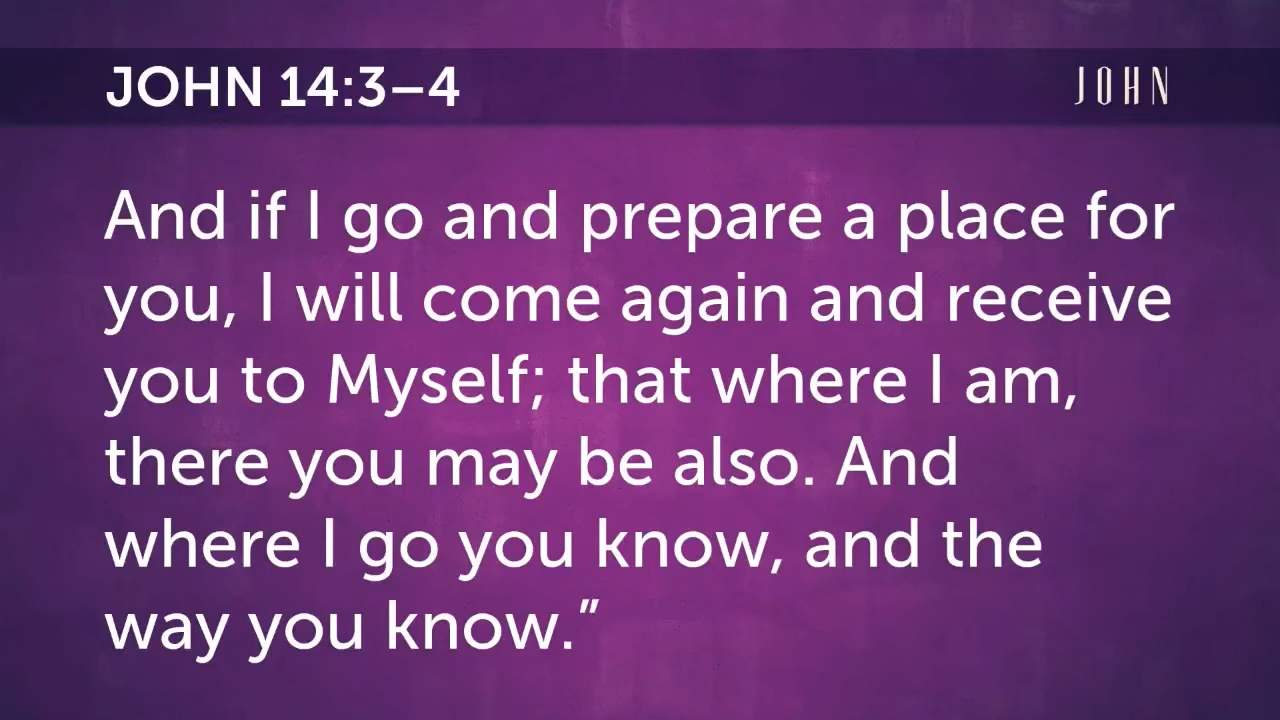 JOHN 14:3–4
JOHN
And if I go and prepare a place for
you, I will come again and receive
you to Myself; that where I am,
there you may be also. And
where I go you know, and the
way you know.”